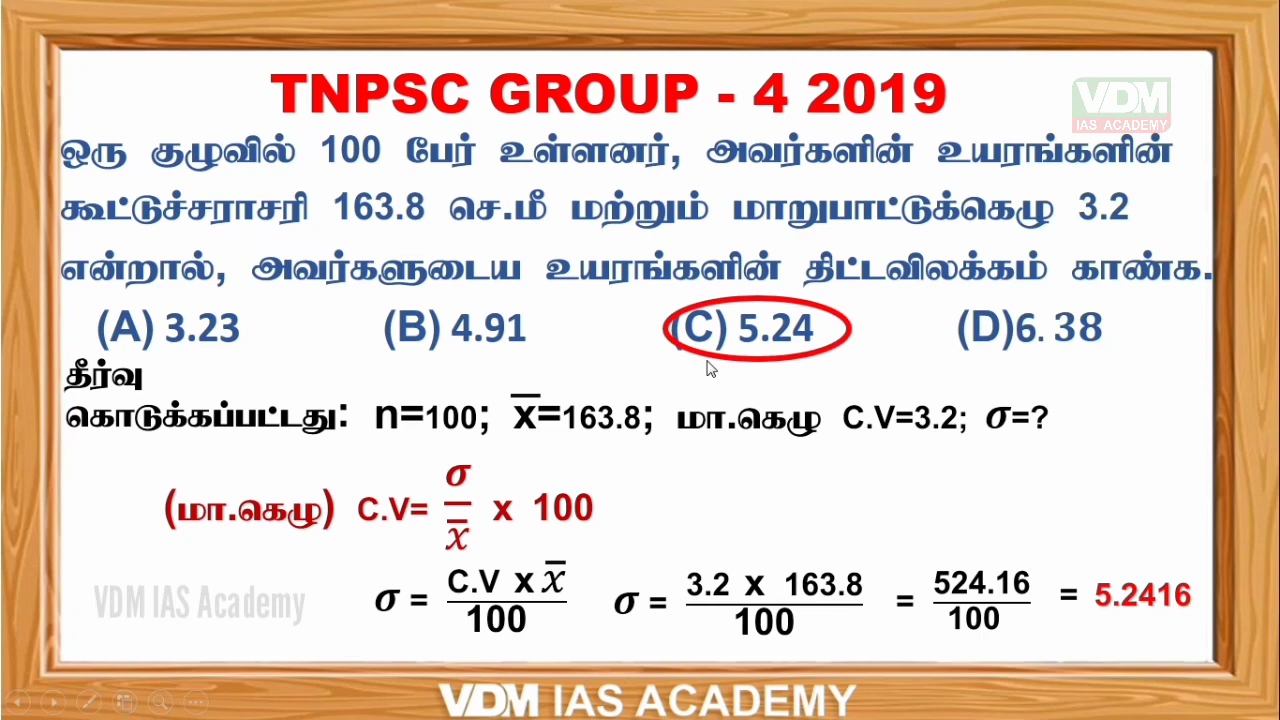 TNPSC GROUP - 4 2019
VDM
IAS ACADEMY
ஒரு குழுவில் 100 பேர் உள்ளனர், அவர்களின் உயரங்களின்
கூட்டுச்சராசரி 163.8 செ.மீ மற்றும் மாறுபாட்டுக்கெழு 3.2
என்றால், அவர்களுடைய உயரங்களின் திட்டவிலக்கம் காண்க.
(A) 3.23 (B) 4.91 (C) 5.24 (D)6. 38
தீர்வு
கொடுக்கப்பட்டது: n=100; x̅=163.8; மா.கெழு C.V=3.2; σ=?
(மா.கெழு) C.V= σ/x̅ x 100
VDM IAS Academy
σ = C.V x x̅/100 σ = 3.2 x 163.8/100 = 524.16/100 = 5.2416
VDM IAS ACADEMY